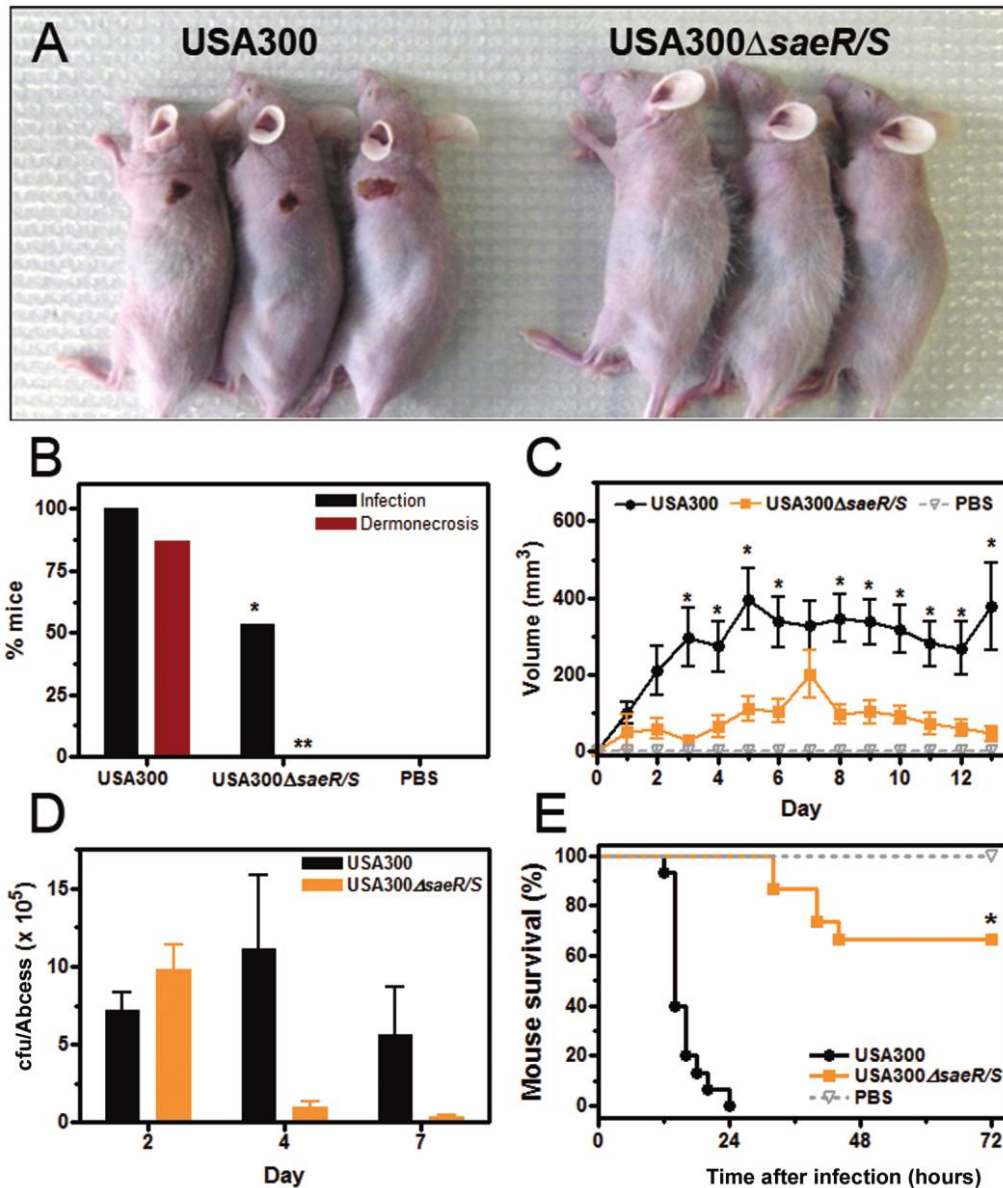 A
USA300
USA300ΔsaeR/S
B
% mice
100
75
50
25
0
Infection
Dermonecrosis
*
**
USA300
USA300ΔsaeR/S
PBS
C
USA300
USA300ΔsaeR/S
PBS
Volume (mm³)
600
400
200
0
* * * * * * * * * *
0 2 4 6 8 10 12
Day
D
cfu/Abcess (x 10⁵)
15
10
5
0
USA300
USA300ΔsaeR/S
2 4 7
Day
E
Mouse survival (%)
100
80
60
40
20
0
*
USA300
USA300ΔsaeR/S
PBS
0 24 48 72
Time after infection (hours)